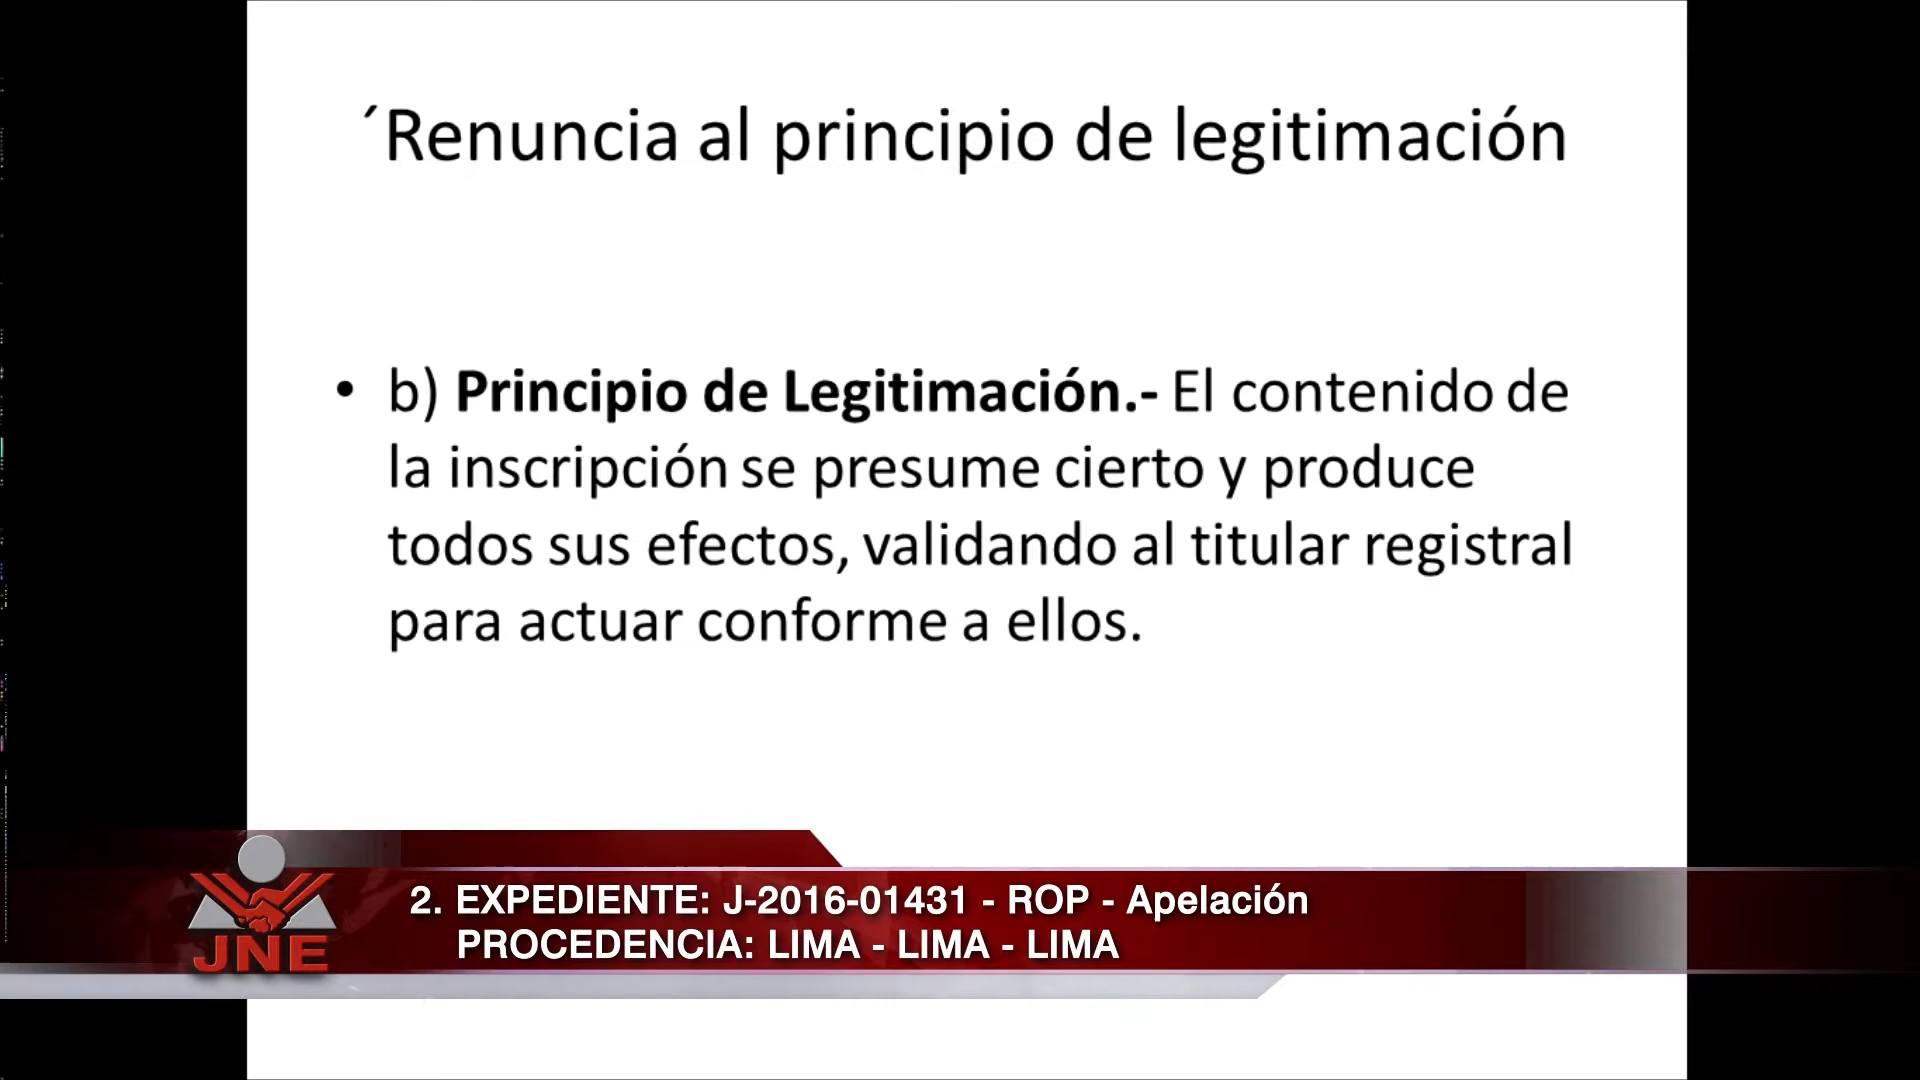 ´Renuncia al principio de legitimación
• b) Principio de Legitimación.- El contenido de
la inscripción se presume cierto y produce
todos sus efectos, validando al titular registral
para actuar conforme a ellos.
2. EXPEDIENTE: J-2016-01431 - ROP - Apelación
PROCEDENCIA: LIMA - LIMA - LIMA
JNE